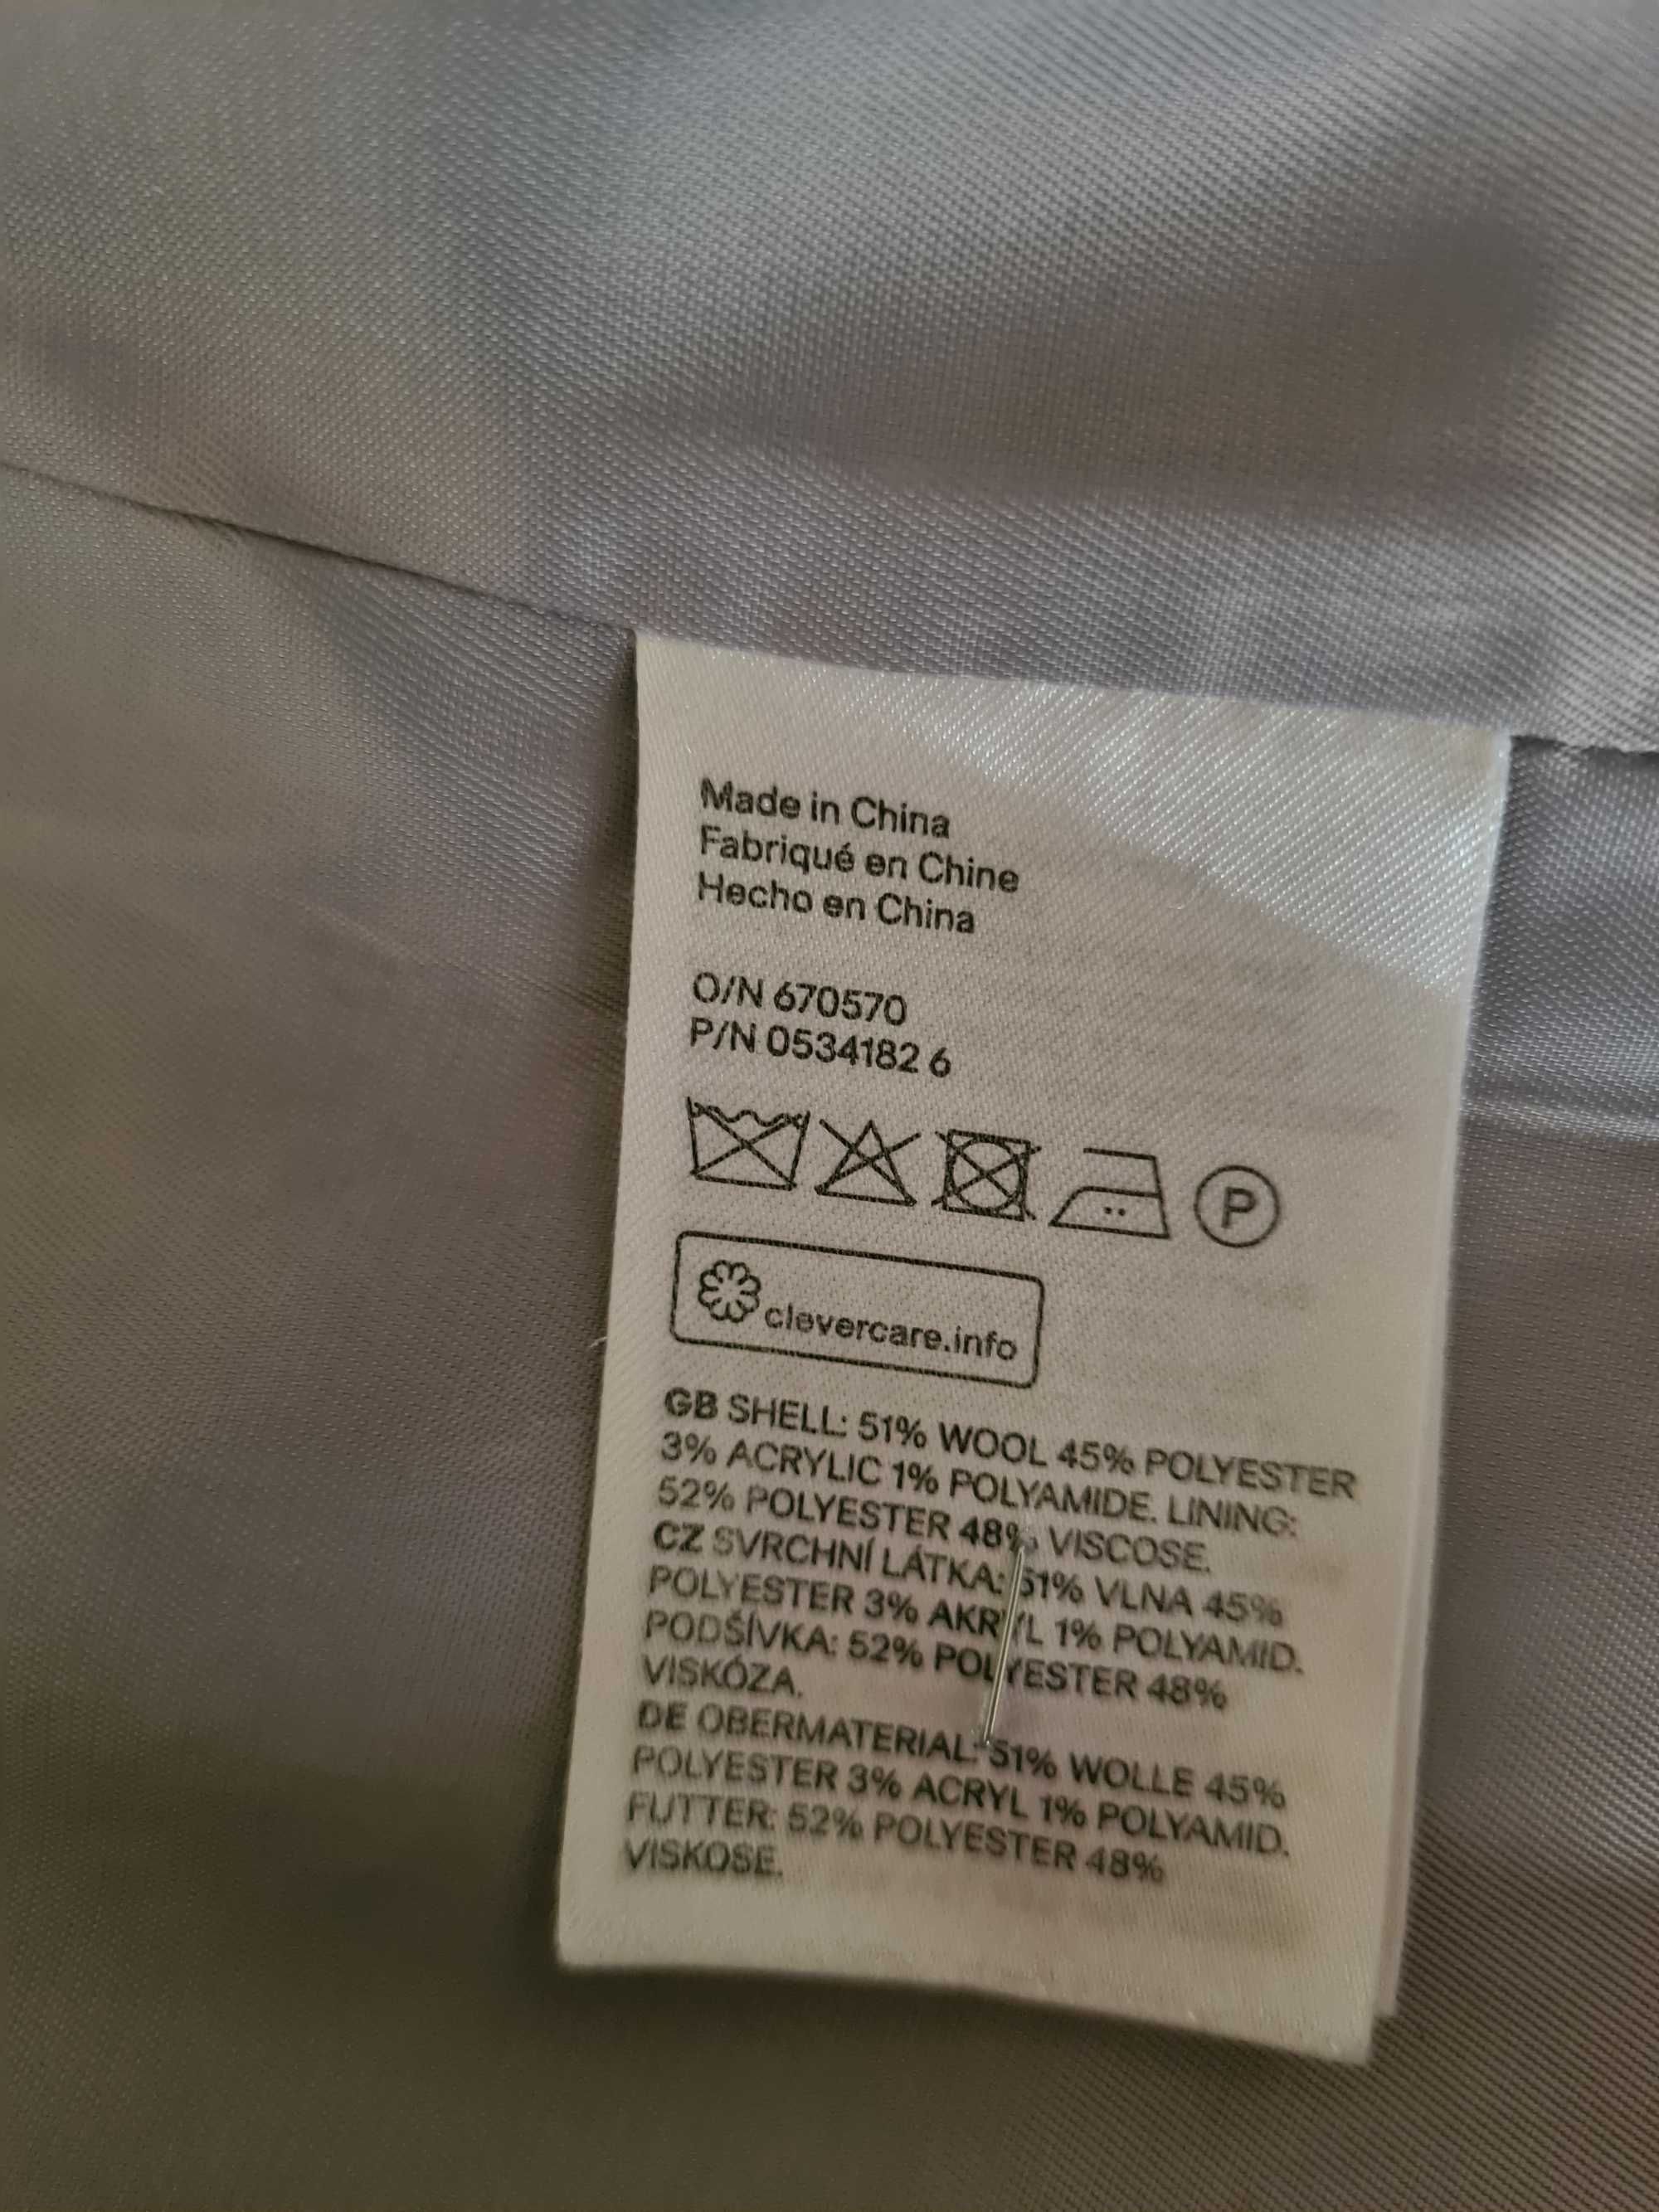 Made in China
Fabriqué en Chine
Hecho en China
O/N 670570
P/N 0534182 6
P
clevercare.info
GB SHELL: 51% WOOL 45% POLYESTER
3% ACRYLIC 1% POLYAMIDE. LINING:
52% POLYESTER 48% VISCOSE.
CZ SVRCHNÍ LÁTKA: 51% VLNA 45%
POLYESTER 3% AKRYL 1% POLYAMID.
PODŠÍVKA: 52% POLYESTER 48%
VISKÓZA.
DE OBERMATERIAL: 51% WOLLE 45%
POLYESTER 3% ACRYL 1% POLYAMID.
FUTTER: 52% POLYESTER 48%
VISKOSE.